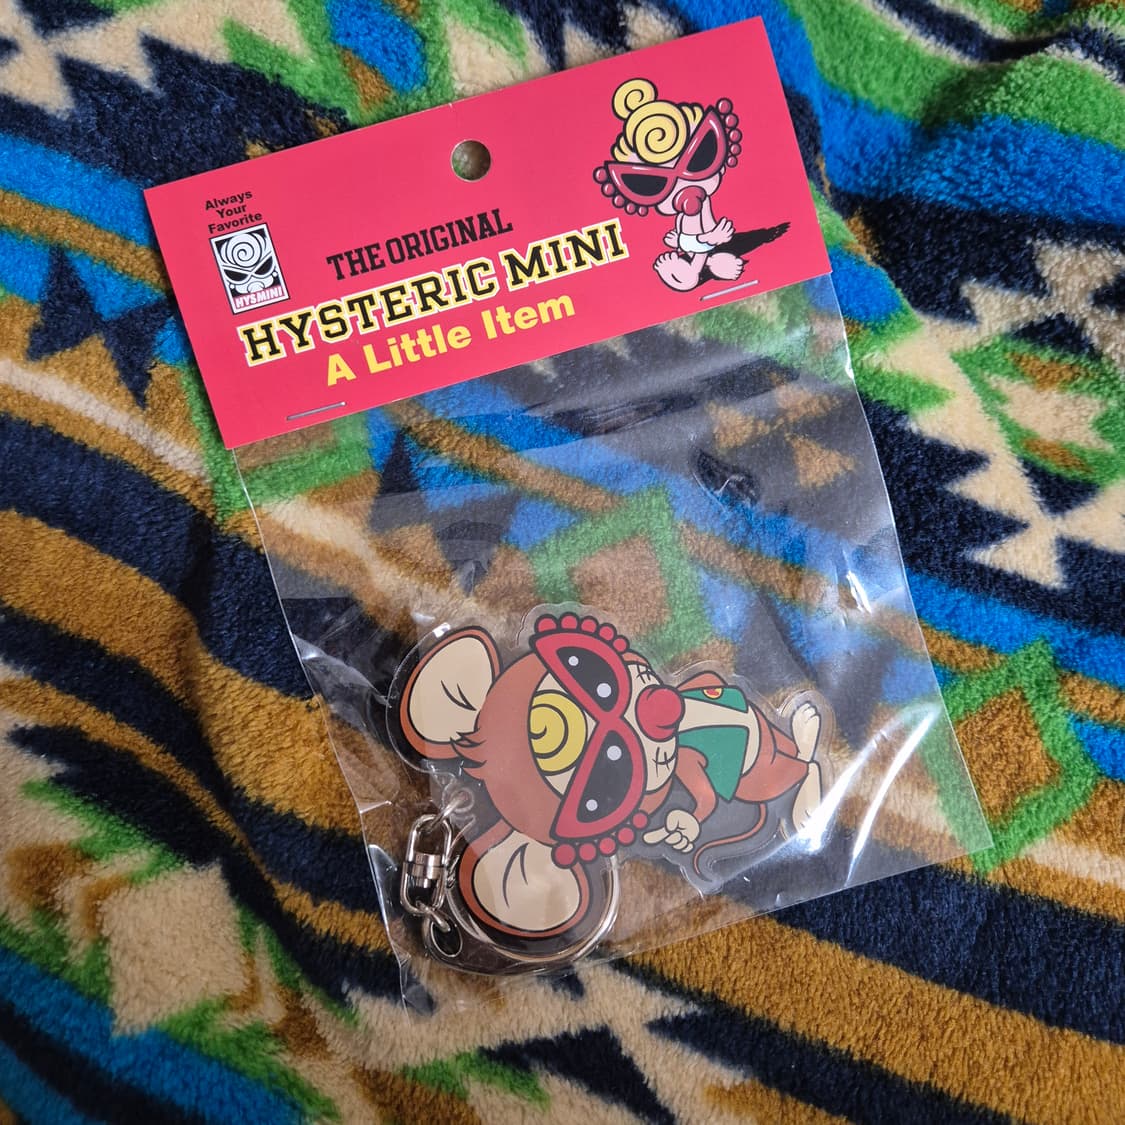 Always
Your
Favorite
HYSMINI
THE ORIGINAL
HYSTERIC MINI
A Little Item